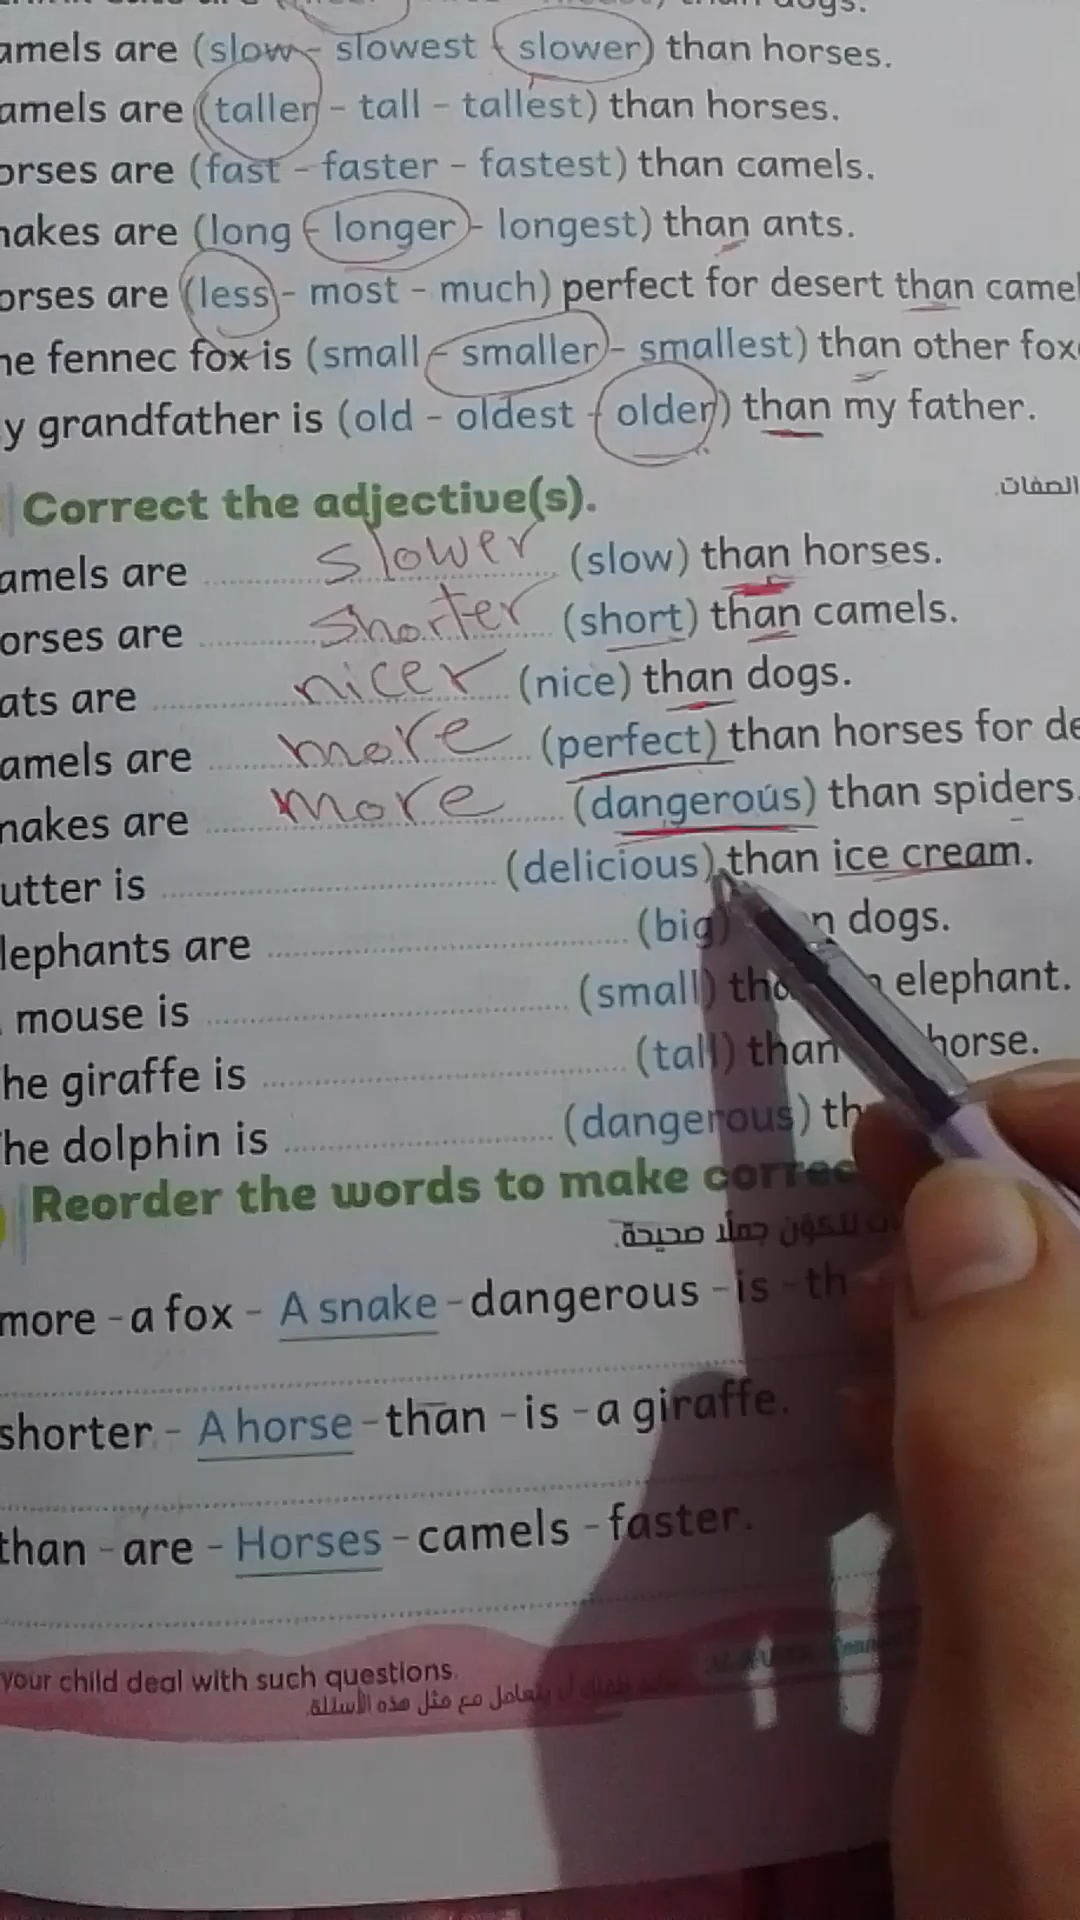 amels are (slow – slowest – slower) than horses.
amels are (taller – tall – tallest) than horses.
orses are (fast – faster – fastest) than camels.
nakes are (long – longer – longest) than ants.
orses are (less – most – much) perfect for desert than camel
he fennec fox is (small – smaller – smallest) than other fox
y grandfather is (old – oldest – older) than my father.
Correct the adjective(s).
الصفات.
amels are slower (slow) than horses.
orses are shorter (short) than camels.
ats are nicer (nice) than dogs.
amels are more (perfect) than horses for de
nakes are more (dangerous) than spiders.
utter is (delicious) than ice cream.
lephants are (big) dogs.
mouse is (small) elephant.
he giraffe is (tall) than horse.
he dolphin is (dangerous) th
Reorder the words to make correc
لتكوّن جملًا صحيحة.
more – a fox – A snake – dangerous – is – th
shorter – A horse – than – is – a giraffe.
than – are – Horses – camels – faster.
your child deal with such questions.
يتعامل مع مثل هذه الأسئلة.